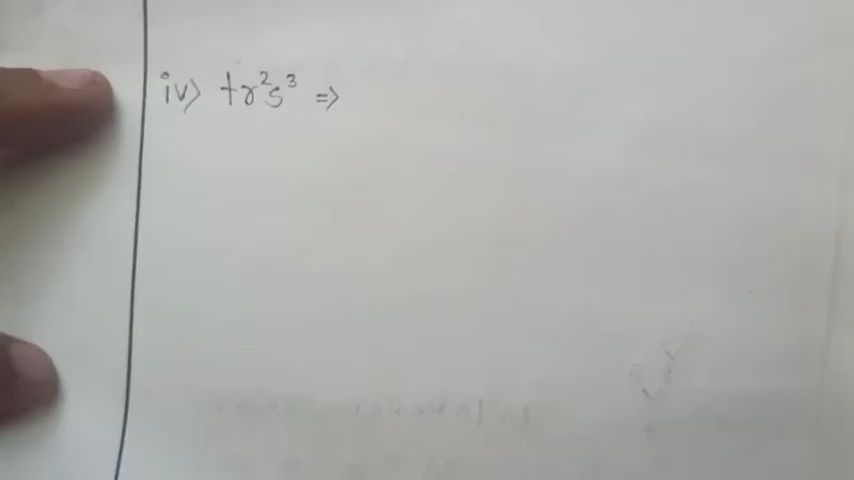 iv) tr²s³ ⇒